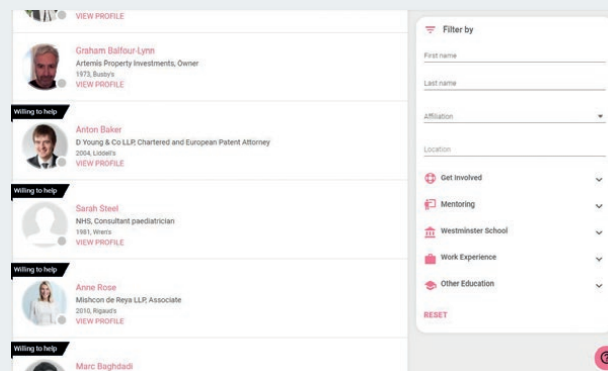 VIEW PROFILE
Graham Balfour-Lynn
Artemis Property Investments, Owner
1973, Busby's
VIEW PROFILE
Willing to help
Anton Baker
D Young & Co LLP, Chartered and European Patent Attorney
2004, Liddell's
VIEW PROFILE
Willing to help
Sarah Steel
NHS, Consultant paediatrician
1981, Wren's
VIEW PROFILE
Willing to help
Anne Rose
Mishcon de Reya LLP, Associate
2010, Rigaud's
VIEW PROFILE
Willing to help
Marc Baghdadi
Filter by
First name
Last name
Affiliation
Location
Get Involved
Mentoring
Westminster School
Work Experience
Other Education
RESET